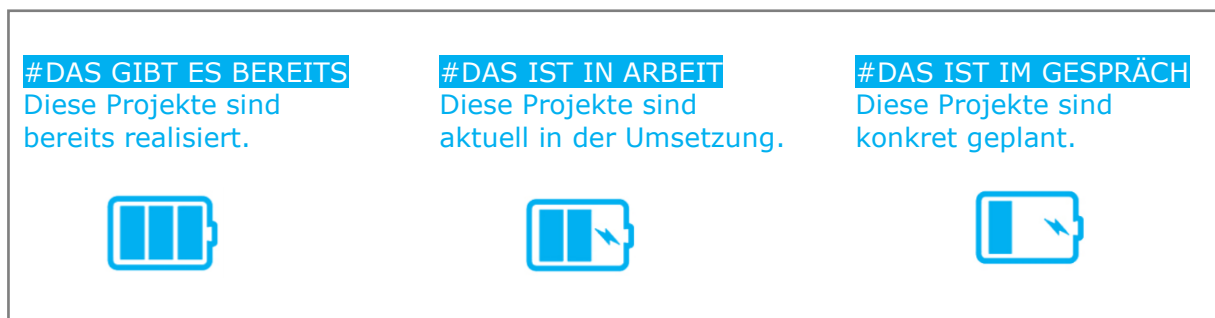 #DAS GIBT ES BEREITS
Diese Projekte sind
bereits realisiert.
#DAS IST IN ARBEIT
Diese Projekte sind
aktuell in der Umsetzung.
#DAS IST IM GESPRÄCH
Diese Projekte sind
konkret geplant.